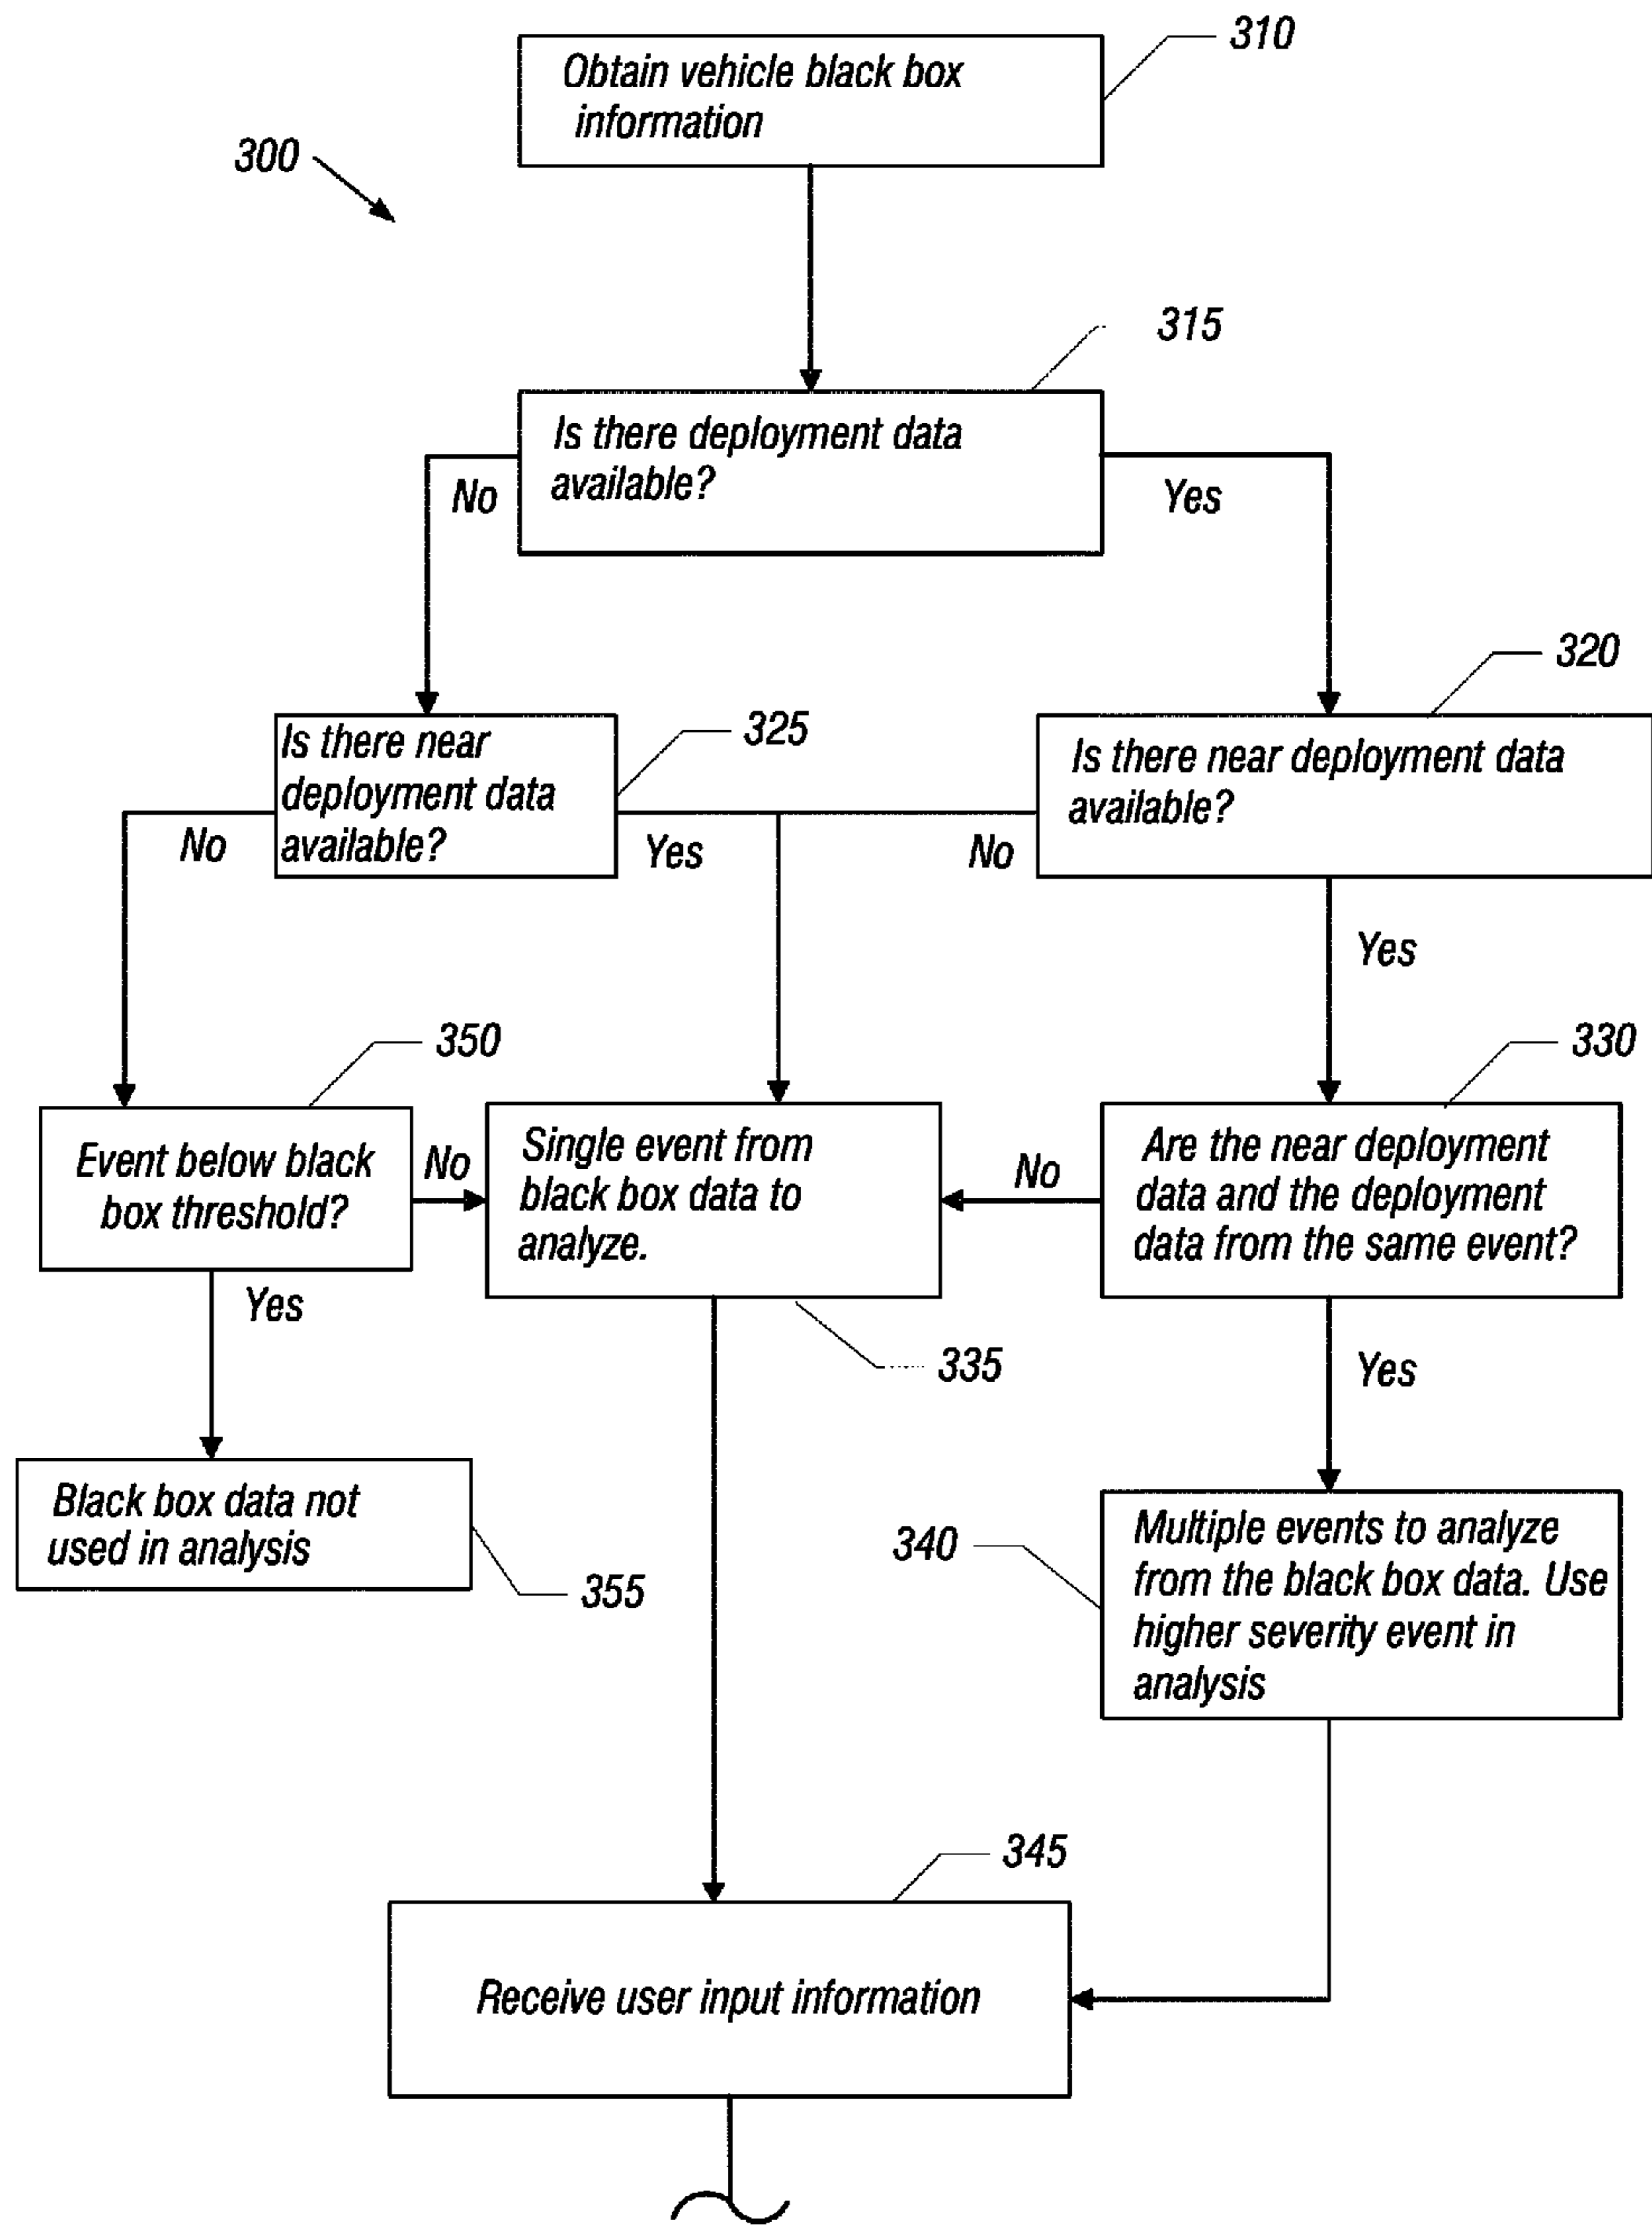 310
Obtain vehicle black box
information
300
315
Is there deployment data
available?
No
Yes
320
Is there near
deployment data
available?
325
Is there near deployment data
available?
No
Yes
No
Yes
350
330
Event below black
box threshold?
No
Single event from
black box data to
analyze.
No
Are the near deployment
data and the deployment
data from the same event?
Yes
335
Yes
Black box data not
used in analysis
355
340
Multiple events to analyze
from the black box data. Use
higher severity event in
analysis
345
Receive user input information